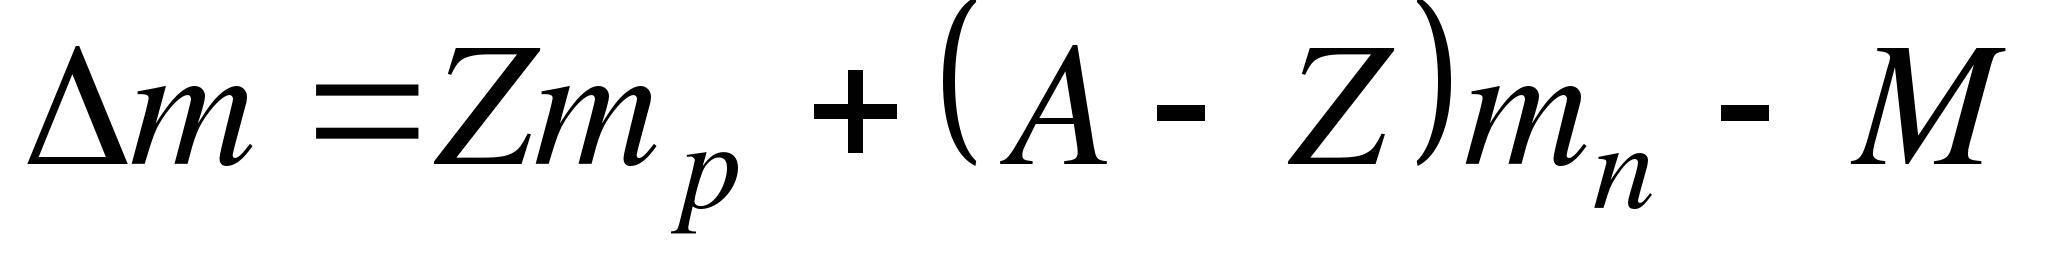 Δm = Zm_p + (A - Z)m_n - M